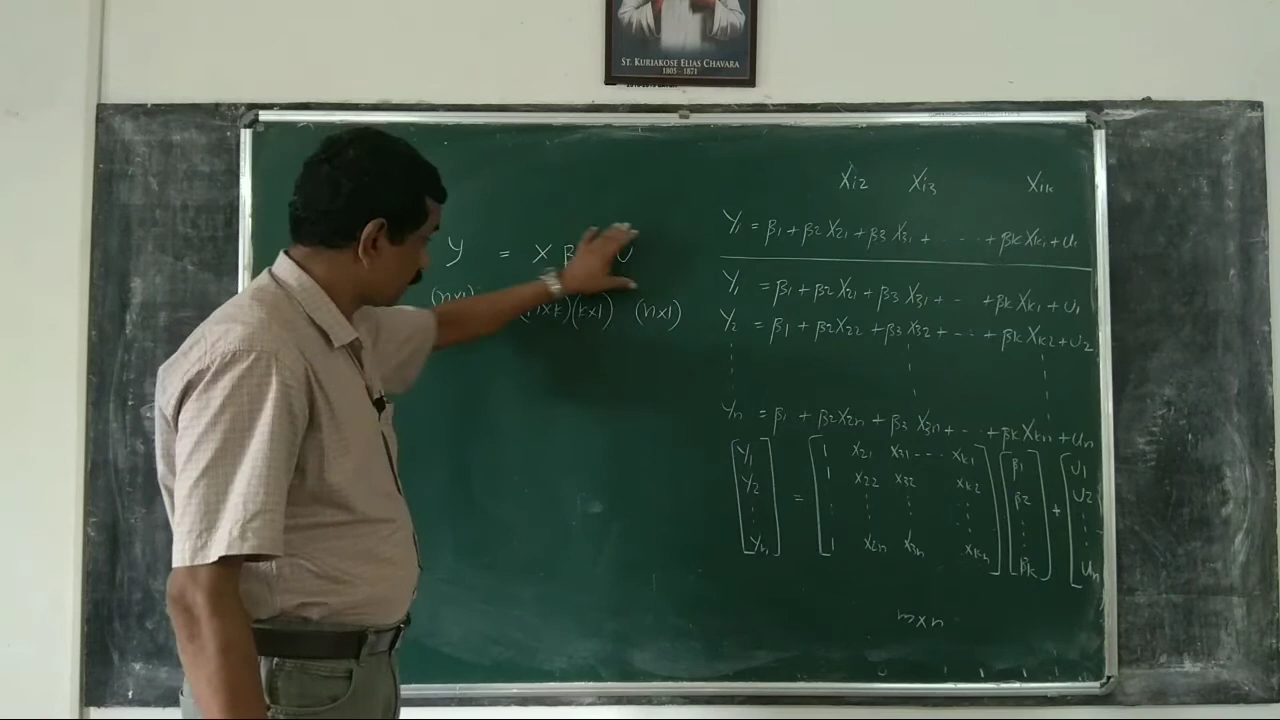 ST. KURIAKOSE ELIAS CHAVARA
1805 - 1871
Xi2 Xi3 Xik
Y1 = β1 + β2 X21 + β3 X31 + - - - - + βk Xk1 + U1
Y = X β U
(n×1) (n×k)(k×1) (n×1)
Y1 = β1 + β2 X21 + β3 X31 + - - - + βk Xk1 + U1
Y2 = β1 + β2 X22 + β3 X32 + - - - + βk Xk2 + U2
Yn = β1 + β2 X2n + β3 X3n + - - - + βk Xkn + Un
[Y1 Y2 Yn] = [1 X21 X31 - - - Xk1
1 X22 X32 Xk2
1 X2n X3n Xkn] [β1 β2 βk] + [U1 U2 Un]
m×n